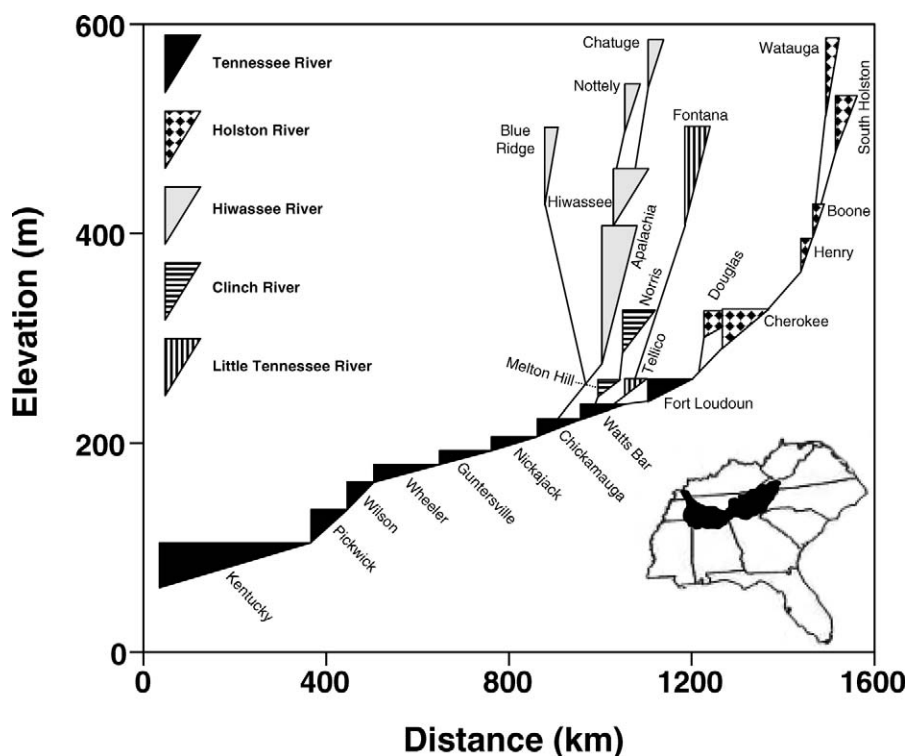 600
400
200
0
Elevation (m)
0
400
800
1200
1600
Distance (km)
Tennessee River
Holston River
Hiwassee River
Clinch River
Little Tennessee River
Chatuge
Nottely
Blue
Ridge
Hiwassee
Apalachia
Fontana
Norris
Melton Hill
Tellico
Douglas
Watauga
South Holston
Boone
Henry
Cherokee
Fort Loudoun
Watts Bar
Chickamauga
Nickajack
Guntersville
Wheeler
Wilson
Pickwick
Kentucky